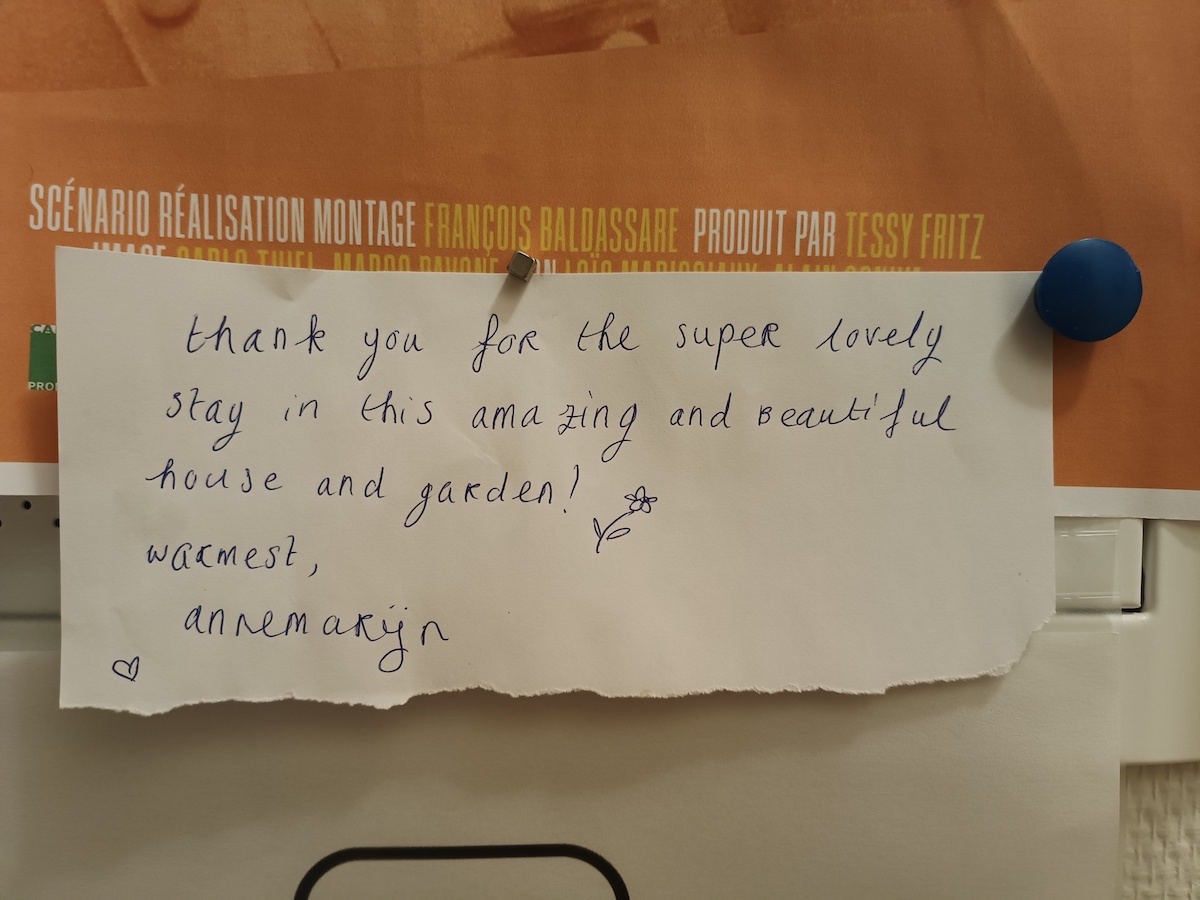 SCÉNARIO RÉALISATION MONTAGE FRANÇOIS BALDASSARE PRODUIT PAR TESSY FRITZ
thank you for the super lovely
stay in this amazing and beautiful
house and garden!
warmest,
annemarijn